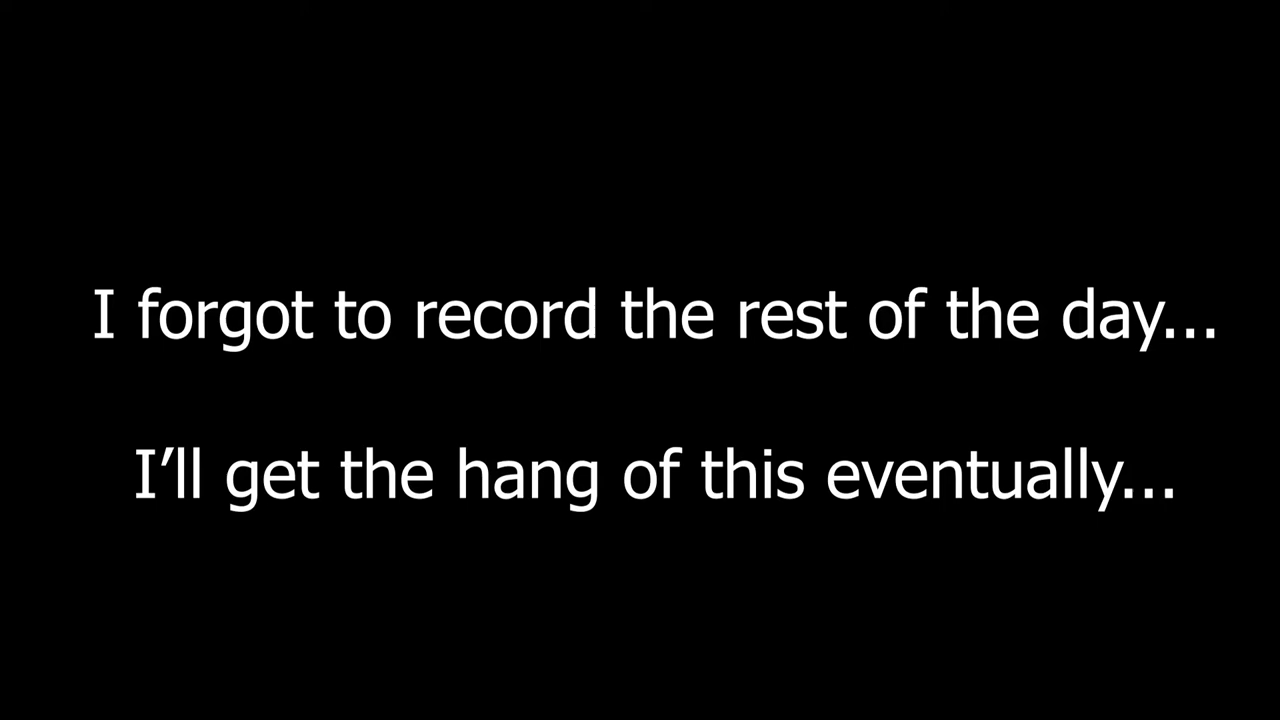 I forgot to record the rest of the day...
I’ll get the hang of this eventually...